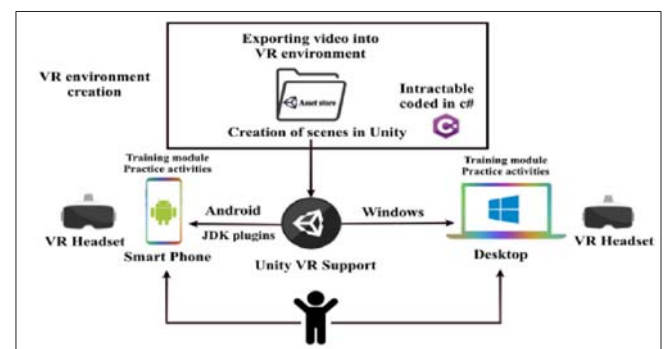 Exporting video into
VR environment
VR environment
creation
Asset store
Intractable
coded in c#
Creation of scenes in Unity
Training module
Practice activities
Training module
Practice activities
Android
Windows
JDK plugins
VR Headset
VR Headset
Smart Phone
Unity VR Support
Desktop